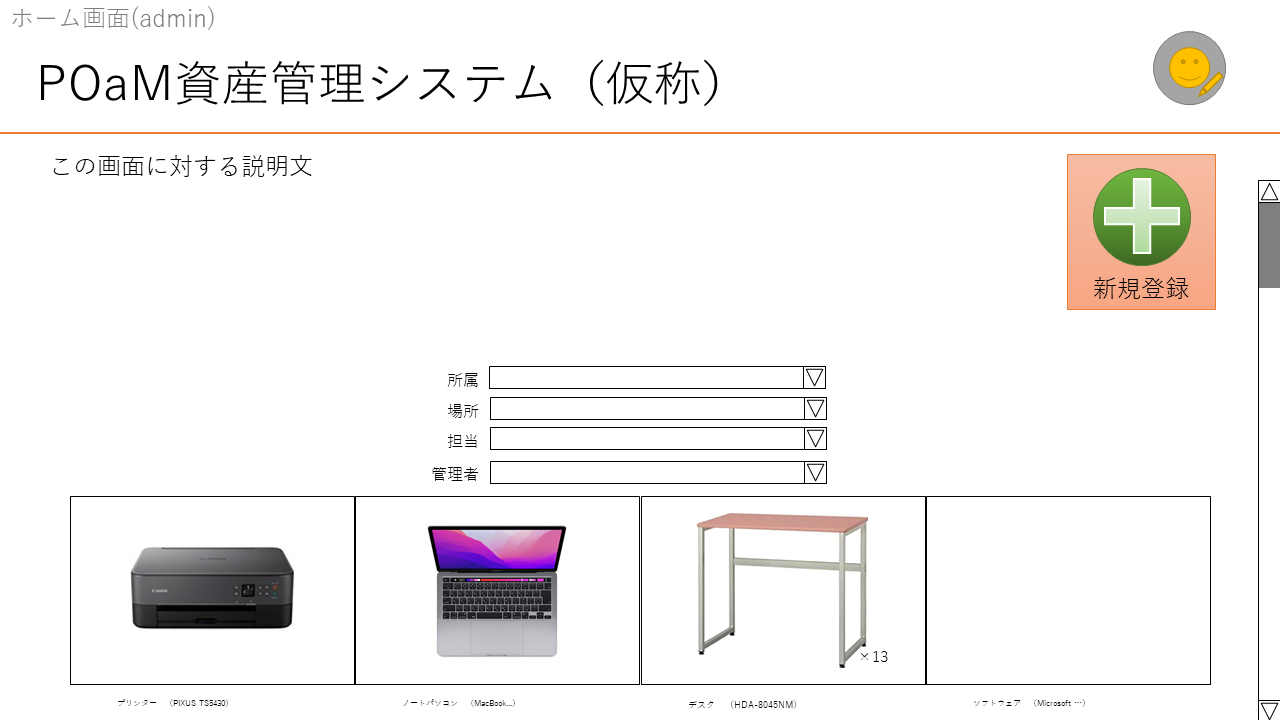 ホーム画面(admin)
POaM資産管理システム（仮称）
この画面に対する説明文
新規登録
所属
場所
担当
管理者
Canon
×13
プリンター　（PIXUS TS5430）
ノートパソコン　（MacBook...）
デスク　（HDA-8045NM）
ソフトウェア　（Microsoft …）